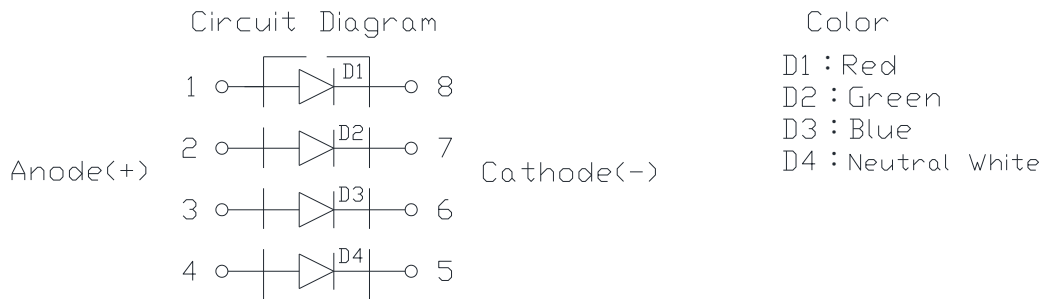 Circuit Diagram
1 D1 8
2 D2 7
3 D3 6
4 D4 5
Anode(+)
Cathode(-)
Color
D1 : Red
D2 : Green
D3 : Blue
D4 : Neutral White